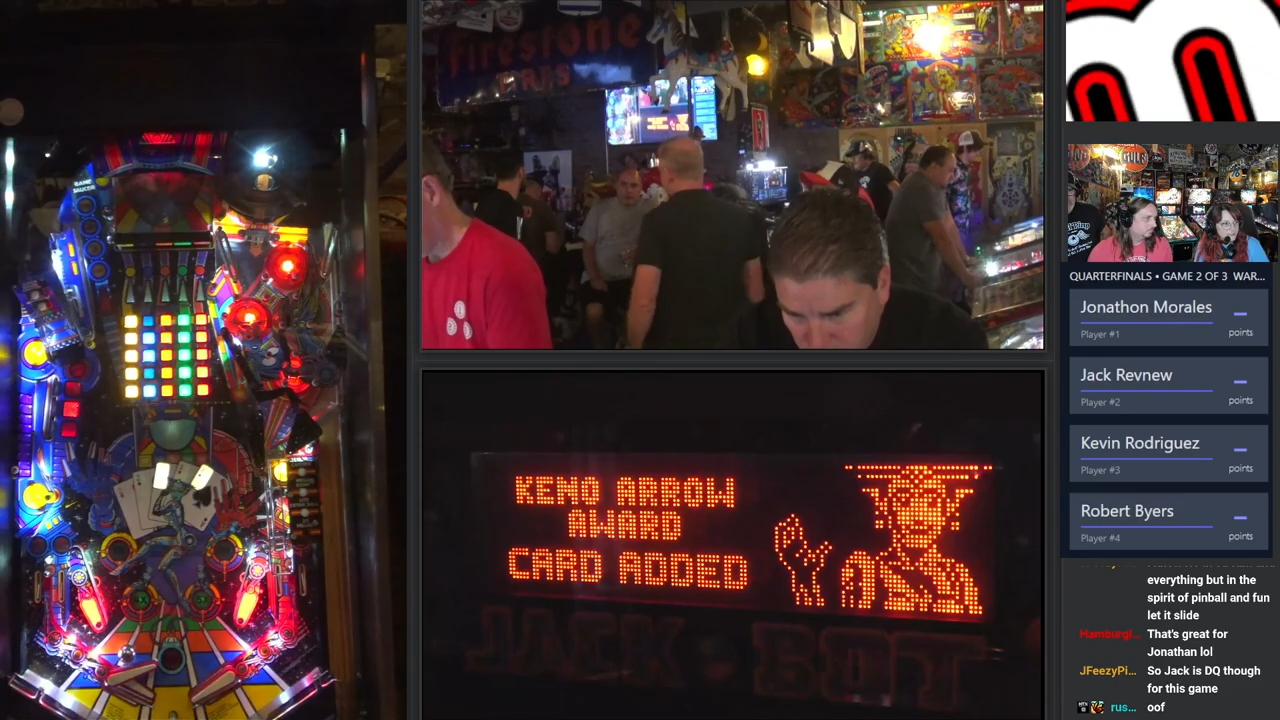 firestone
KENO ARROW
AWARD
CARD ADDED
JACK·BOT
QUARTERFINALS • GAME 2 OF 3 WAR...
Jonathon Morales
Player #1
points
Jack Revnew
Player #2
points
Kevin Rodriguez
Player #3
points
Robert Byers
Player #4
points
everything but in the
spirit of pinball and fun
let it slide
Hamburgl... That's great for
Jonathan lol
JFeezyPi... So Jack is DQ though
for this game
rus... oof